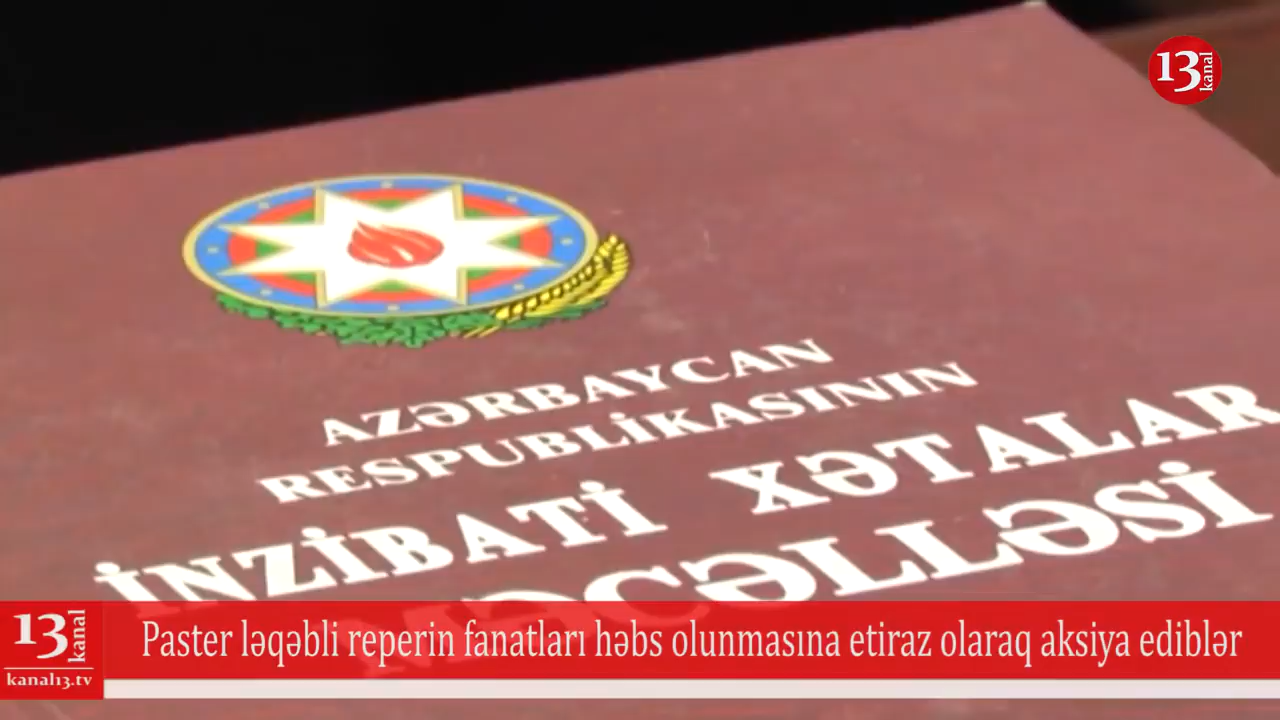 13 kanal
AZƏRBAYCAN
RESPUBLİKASININ
İNZİBATİ XƏTALAR
MƏCƏLLƏSİ
13 kanal
kanal13.tv
Paster ləqəbli reperin fanatları həbs olunmasına etiraz olaraq aksiya ediblər